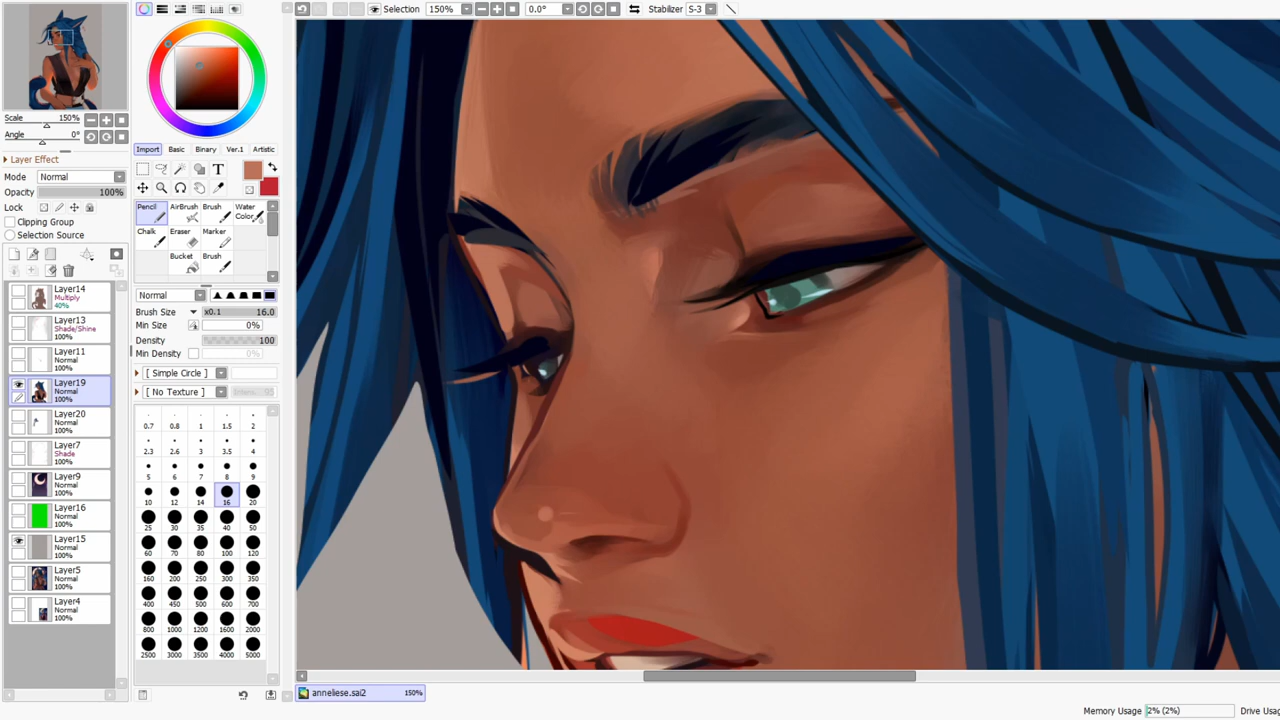 Selection 150% 0.0° Stabilizer S-3
Scale 150%
Angle 0°
Layer Effect
Mode Normal
Opacity 100%
Lock
Clipping Group
Selection Source
Layer14
Multiply
40%
Layer13
Shade/Shine
100%
Layer11
Normal
100%
Layer19
Normal
100%
Layer20
Normal
100%
Layer7
Shade
100%
Layer9
Normal
100%
Layer16
Normal
100%
Layer15
Normal
100%
Layer5
Normal
100%
Layer4
Normal
100%
Import Basic Binary Ver.1 Artistic
T
Pencil AirBrush Brush Water Color
Chalk Eraser Marker
Bucket Brush
Normal
Brush Size x0.1 16.0
Min Size 0%
Density 100
Min Density 0%
[ Simple Circle ]
[ No Texture ]
0.7 0.8 1 1.5 2
2.3 2.6 3 3.5 4
5 6 7 8 9
10 12 14 16 20
25 30 35 40 50
60 70 80 100 120
160 200 250 300 350
400 450 500 600 700
800 1000 1200 1600 2000
2500 3000 3500 4000 5000
anneliese.sai2 150%
Memory Usage 2% (2%) Drive Usag